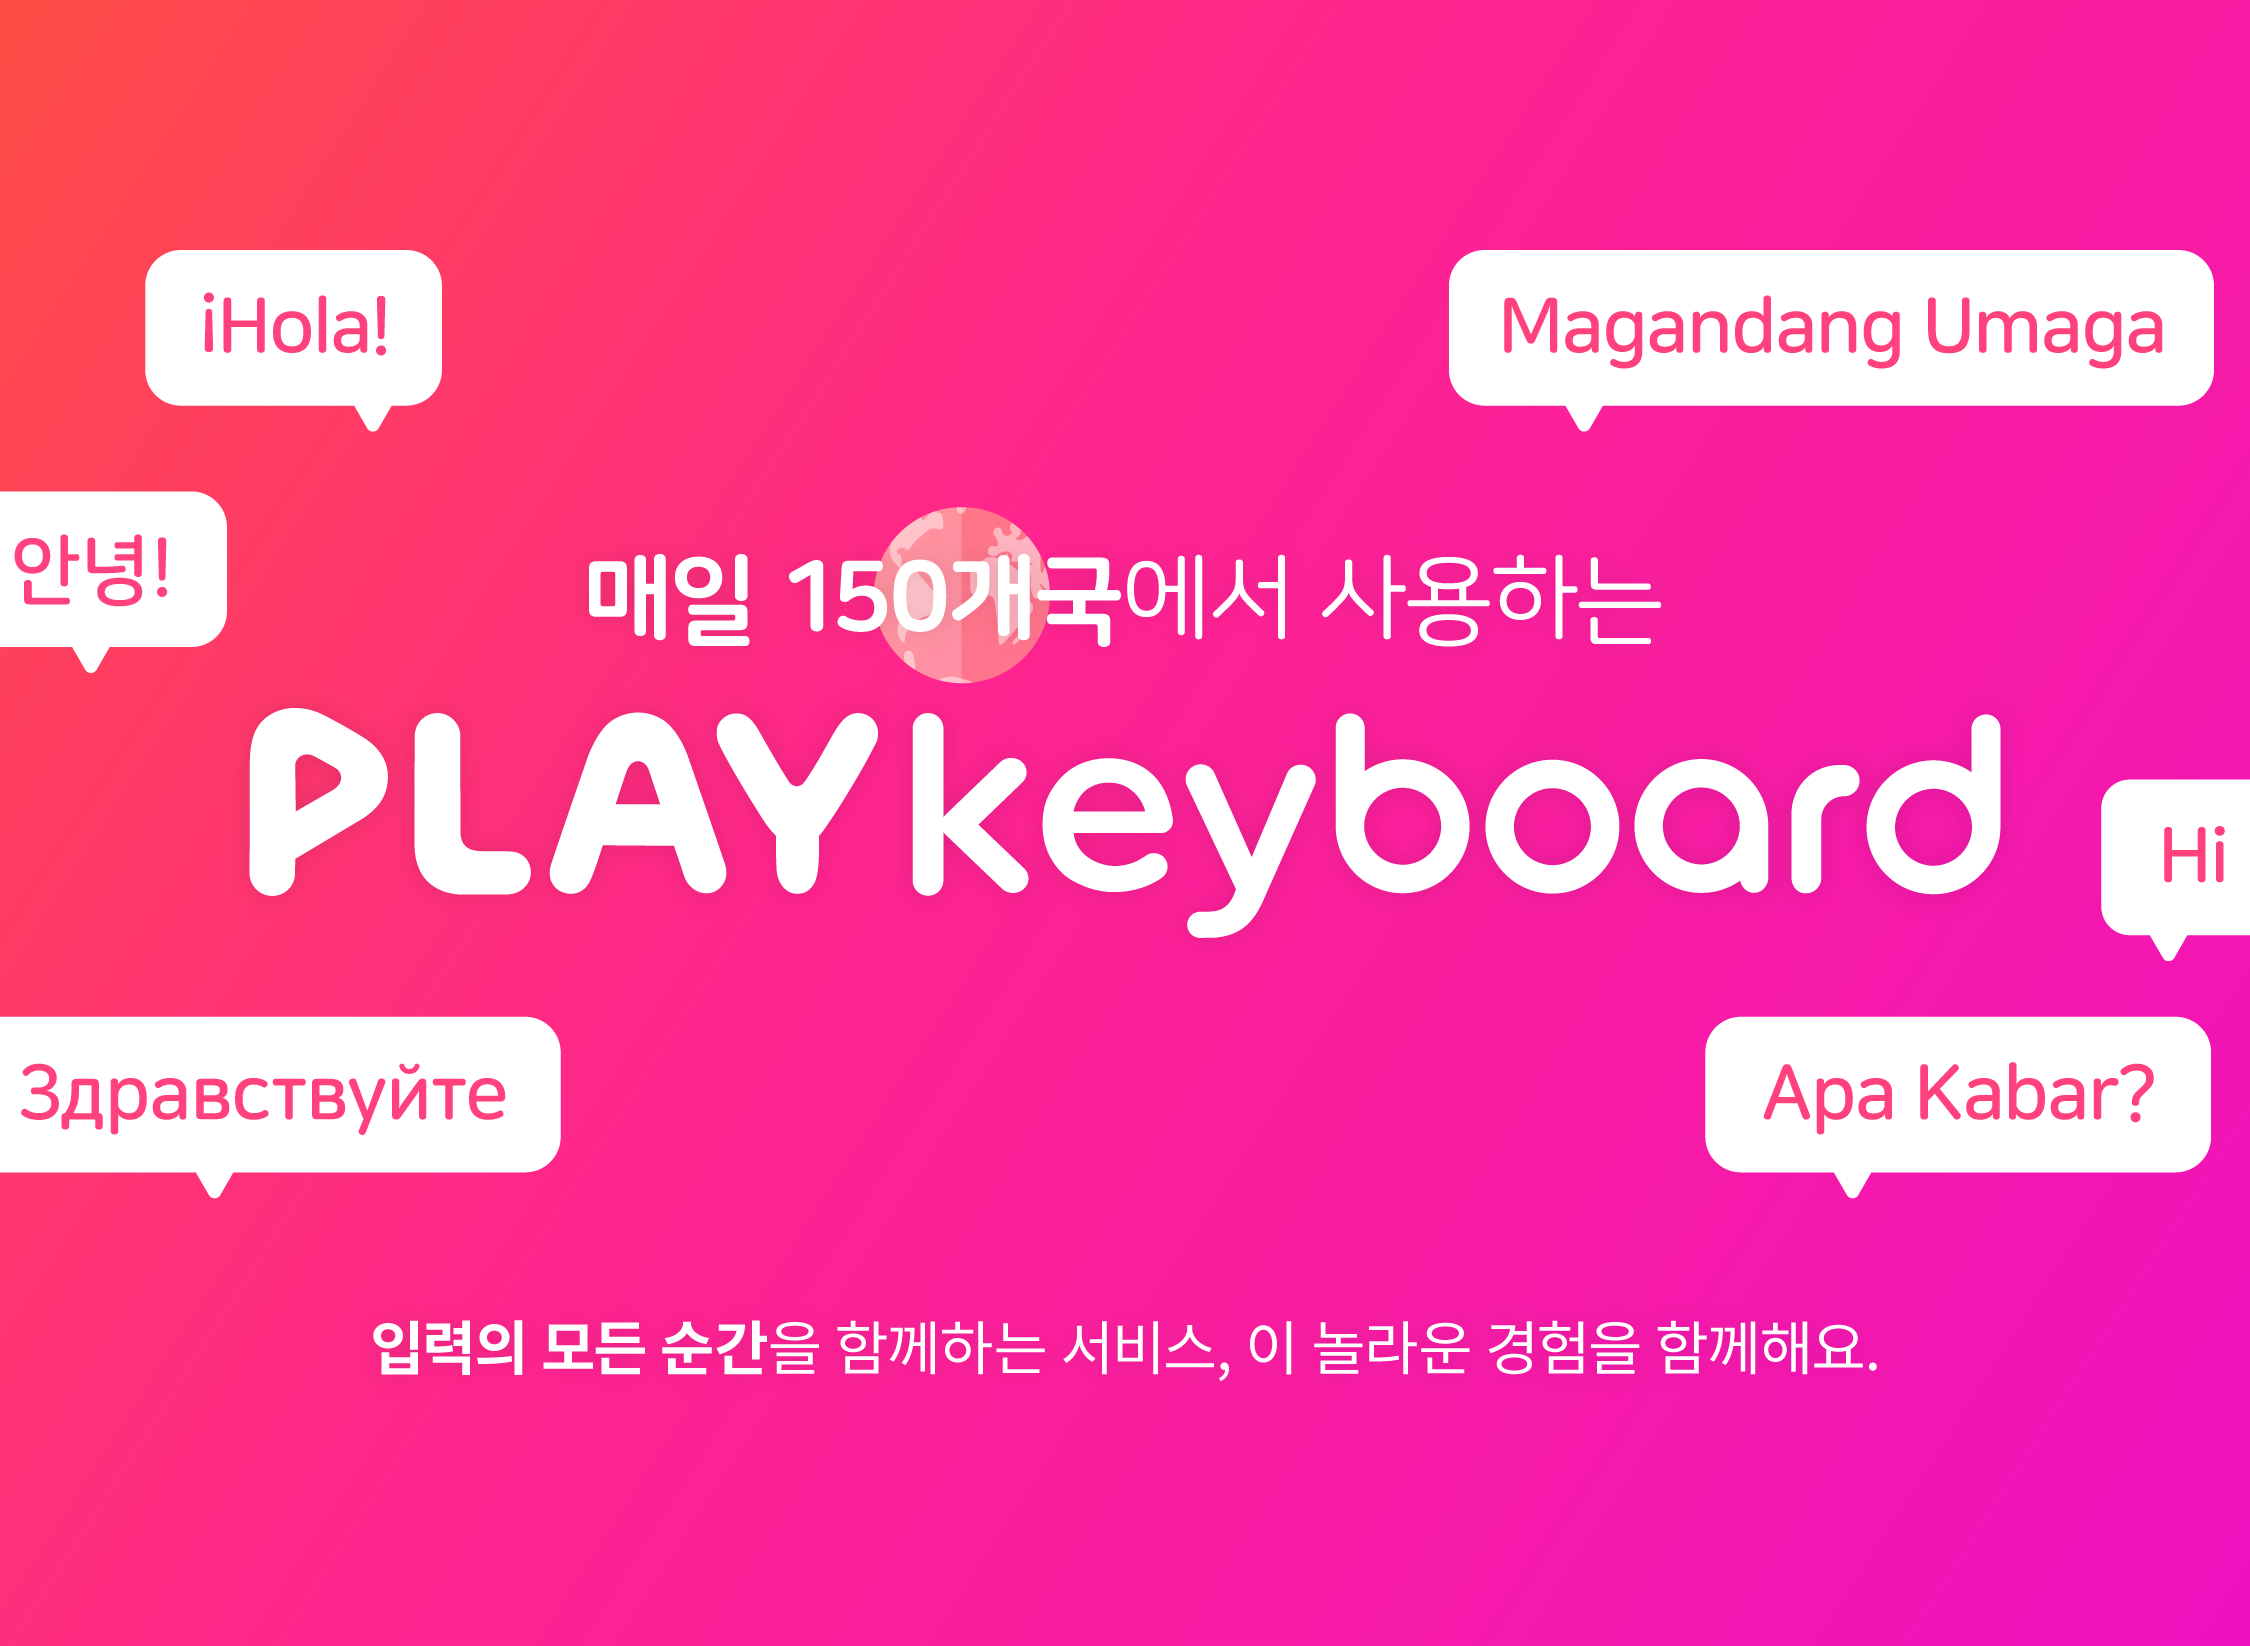 ¡Hola!
Magandang Umaga
안녕!
매일 150개국에서 사용하는
PLAYkeyboard
Hi
Здравствуйте
Apa Kabar?
입력의 모든 순간을 함께하는 서비스, 이 놀라운 경험을 함께해요.